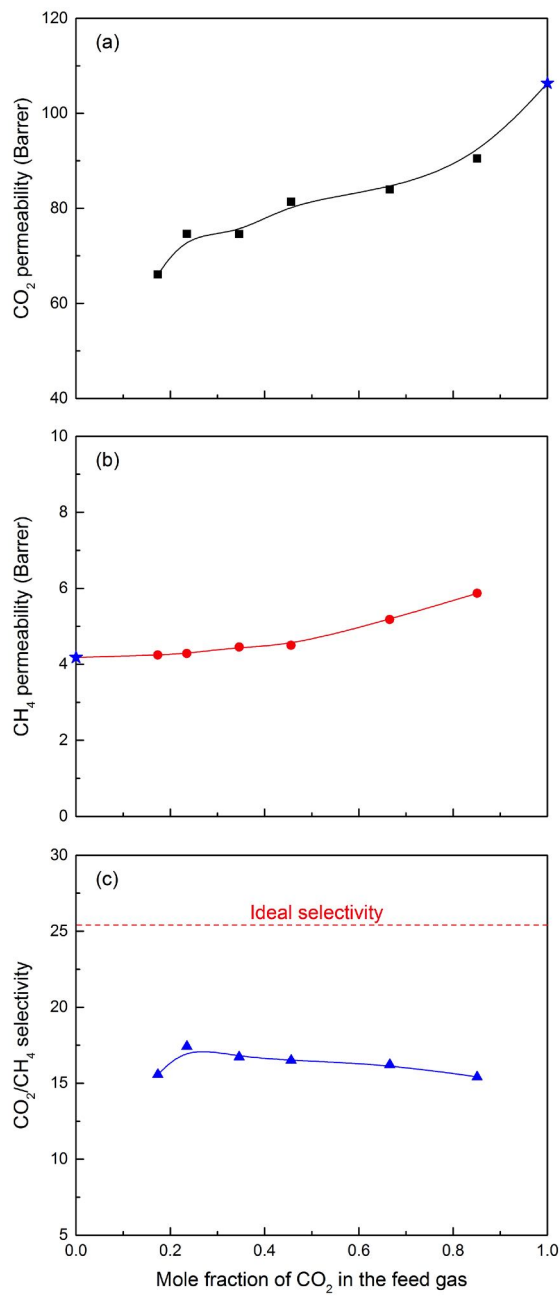 (a)
120
100
80
60
40
CO₂ permeability (Barrer)
(b)
10
8
6
4
2
0
CH₄ permeability (Barrer)
(c)
30
25
20
15
10
5
CO₂/CH₄ selectivity
Ideal selectivity
0.0 0.2 0.4 0.6 0.8 1.0
Mole fraction of CO₂ in the feed gas